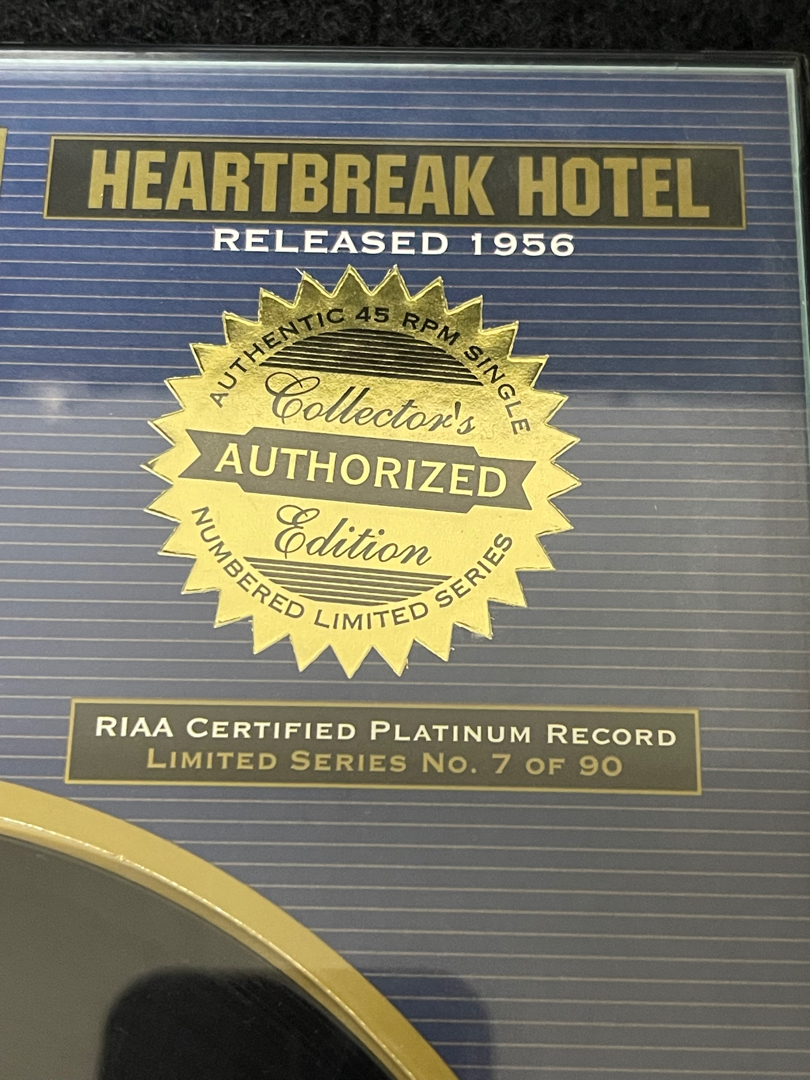 HEARTBREAK HOTEL
RELEASED 1956
AUTHENTIC 45 RPM SINGLE
Collector's
AUTHORIZED
Edition
NUMBERED LIMITED SERIES
RIAA CERTIFIED PLATINUM RECORD
LIMITED SERIES NO. 7 OF 90